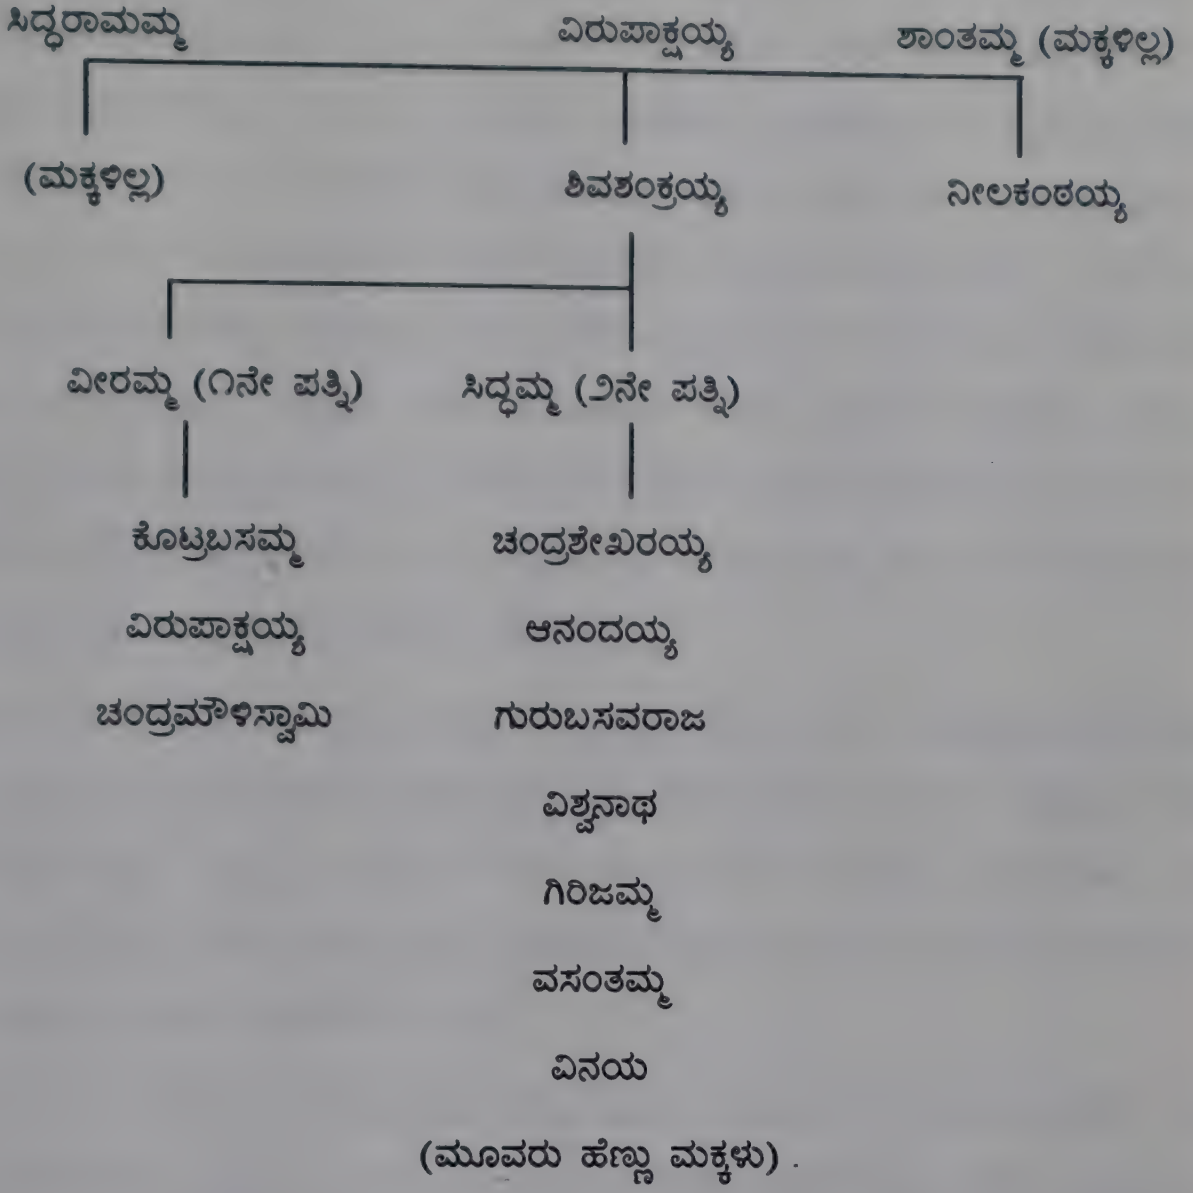 ಸಿದ್ಧರಾಮಮ್ಮ ವಿರುಪಾಕ್ಷಯ್ಯ ಶಾಂತಮ್ಮ (ಮಕ್ಕಳಿಲ್ಲ)
(ಮಕ್ಕಳಿಲ್ಲ) ಶಿವಶಂಕ್ರಯ್ಯ ನೀಲಕಂಠಯ್ಯ
ವೀರಮ್ಮ (೧ನೇ ಪತ್ನಿ) ಸಿದ್ಧಮ್ಮ (೨ನೇ ಪತ್ನಿ)
ಕೊಟ್ರಬಸಮ್ಮ ಚಂದ್ರಶೇಖರಯ್ಯ
ವಿರುಪಾಕ್ಷಯ್ಯ ಆನಂದಯ್ಯ
ಚಂದ್ರಮೌಳಿಸ್ವಾಮಿ ಗುರುಬಸವರಾಜ
ವಿಶ್ವನಾಥ
ಗಿರಿಜಮ್ಮ
ವಸಂತಮ್ಮ
ವಿನಯ
(ಮೂವರು ಹೆಣ್ಣು ಮಕ್ಕಳು) .